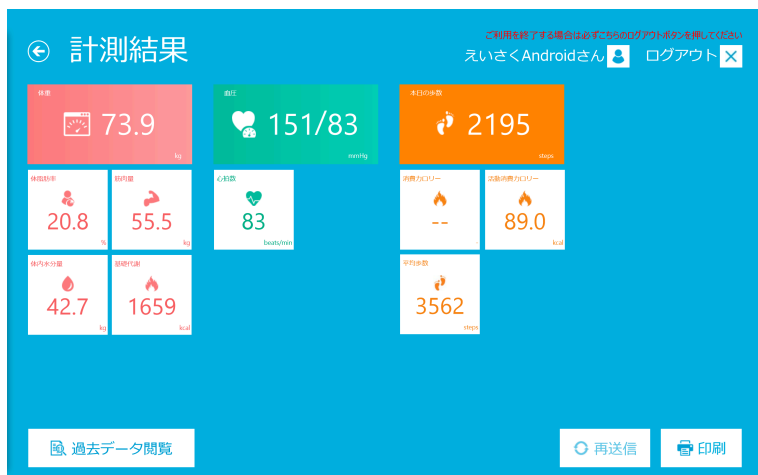 ご利用を終了する場合は必ずこちらのログアウトボタンを押してください
計測結果
えいさくAndroidさん
ログアウト
体重
73.9
kg
血圧
151/83
mmHg
本日の歩数
2195
steps
体脂肪率
20.8
%
筋肉量
55.5
kg
心拍数
83
beats/min
消費カロリー
--
活動消費カロリー
89.0
kcal
体内水分量
42.7
kg
基礎代謝
1659
kcal
平均歩数
3562
steps
過去データ閲覧
再送信
印刷